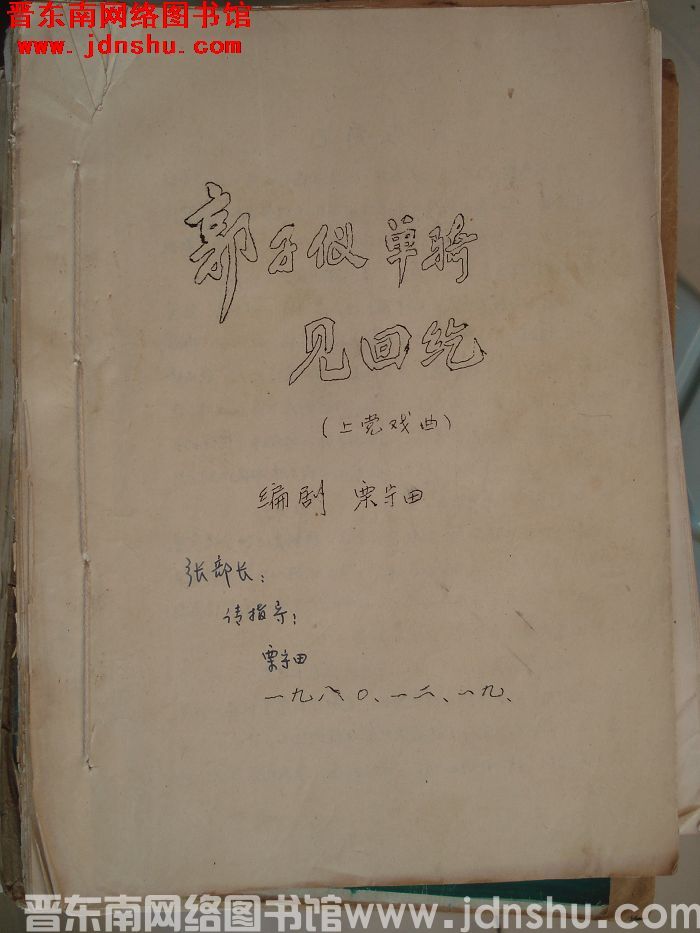 晋东南网络图书馆
www.jdnshu.com
郭子仪单骑
见回纥
(上党戏曲)
编剧 栗守田
张部长:
请指导!
栗守田
一九八〇、一二、一九、
晋东南网络图书馆www.jdnshu.com